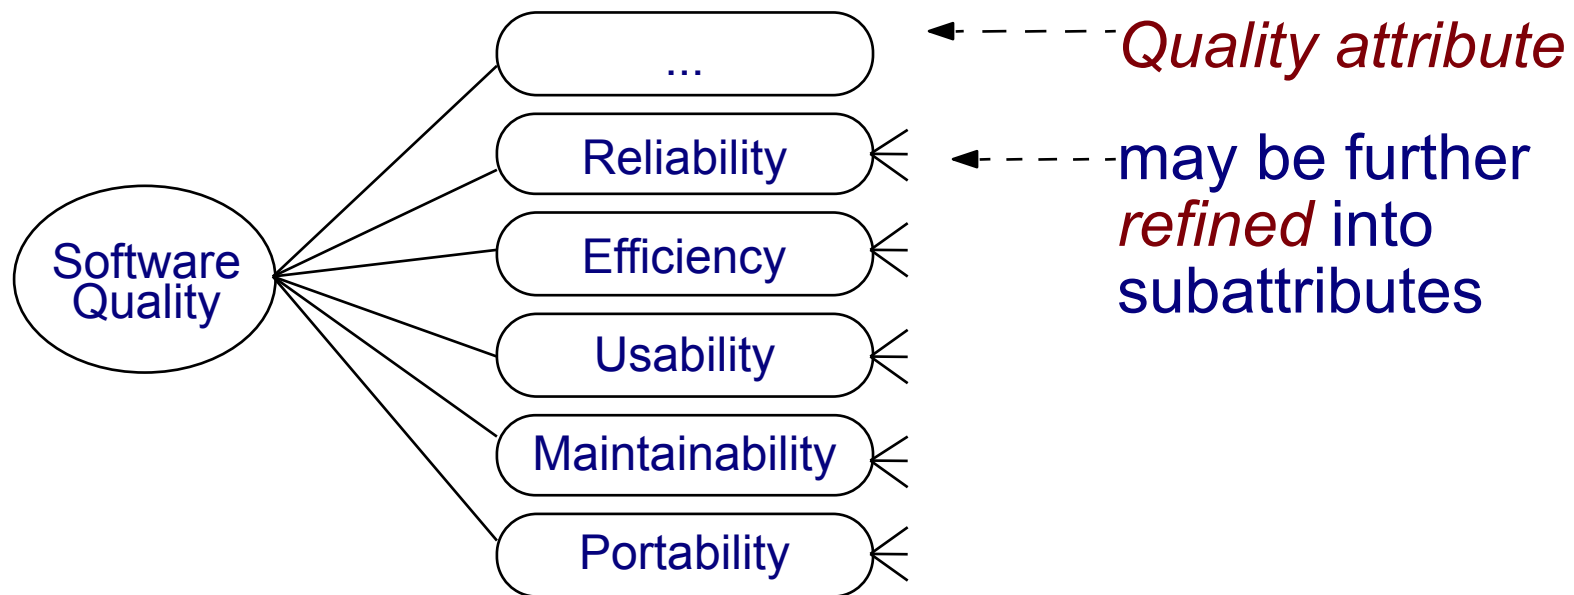 ...
Quality attribute
Reliability
may be further
refined into
subattributes
Efficiency
Software
Quality
Usability
Maintainability
Portability